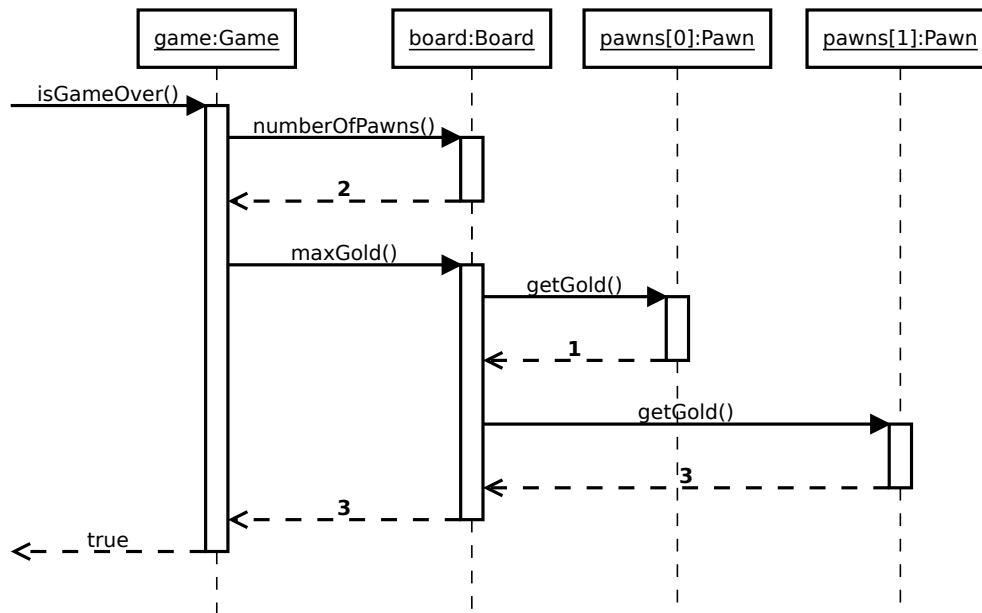 game:Game
board:Board
pawns[0]:Pawn
pawns[1]:Pawn
isGameOver()
numberOfPawns()
2
maxGold()
getGold()
1
getGold()
3
3
true